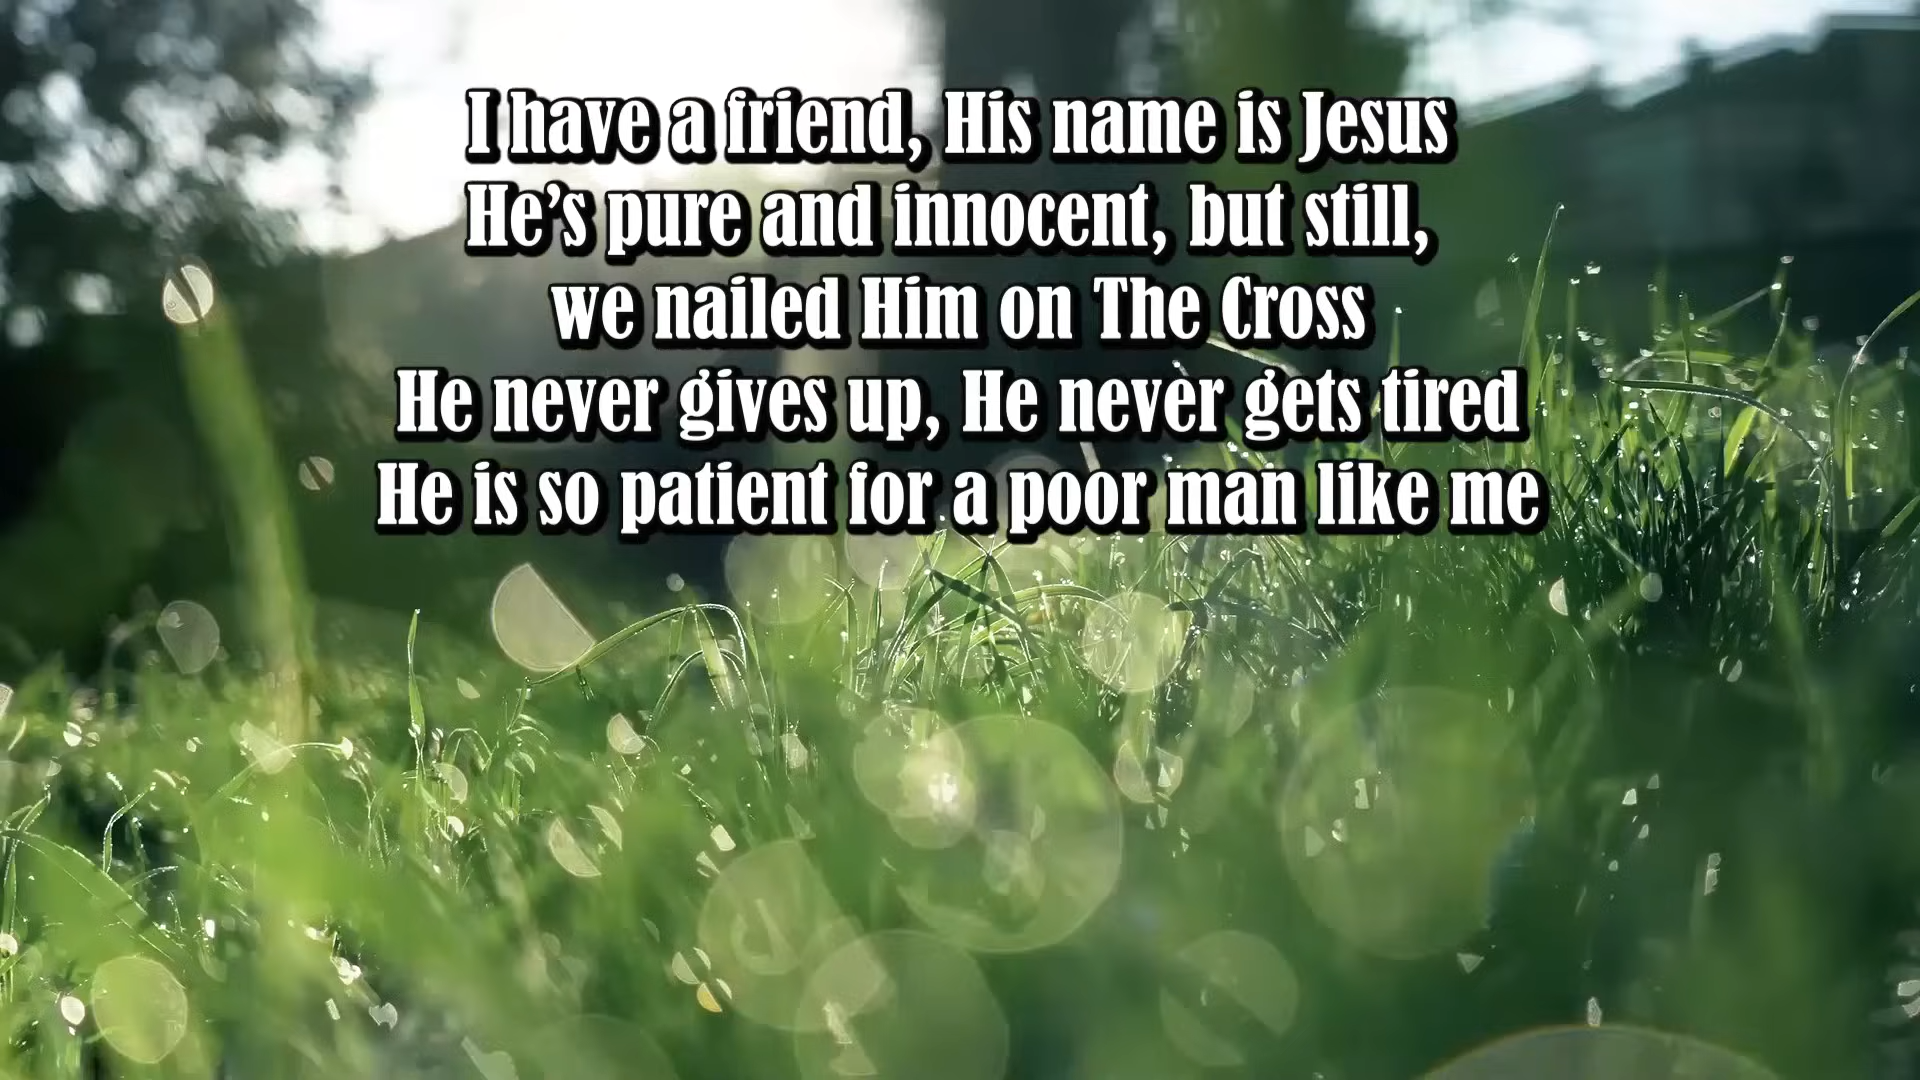 I have a friend, His name is Jesus
He’s pure and innocent, but still,
we nailed Him on The Cross
He never gives up, He never gets tired
He is so patient for a poor man like me